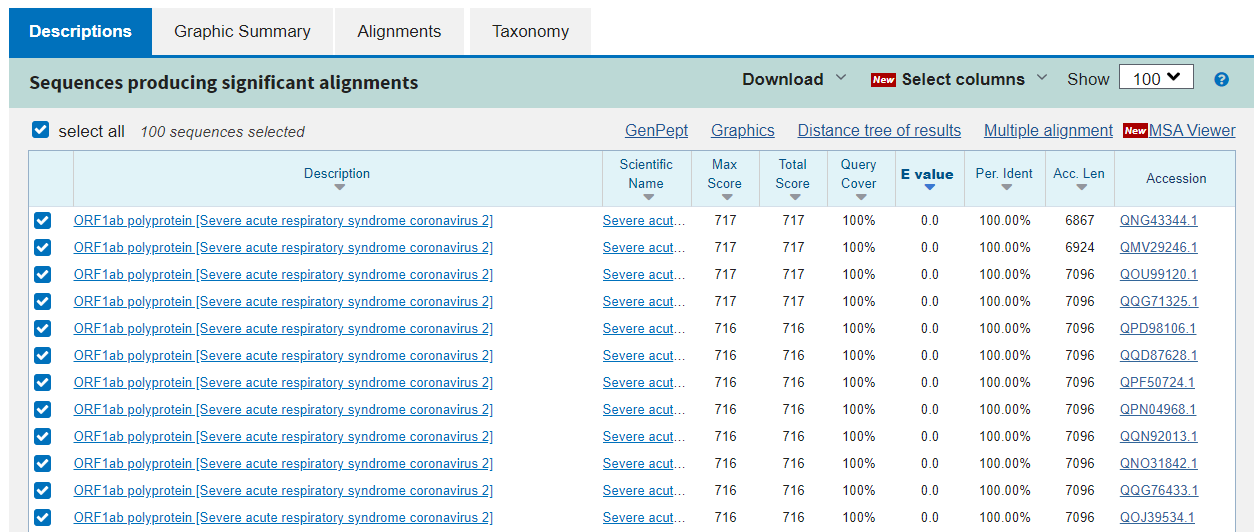 Descriptions Graphic Summary Alignments Taxonomy
Sequences producing significant alignments Download New Select columns Show 100 ?
select all 100 sequences selected GenPept Graphics Distance tree of results Multiple alignment New MSA Viewer
Description Scientific Name Max Score Total Score Query Cover E value Per. Ident Acc. Len Accession
ORF1ab polyprotein [Severe acute respiratory syndrome coronavirus 2] Severe acut... 717 717 100% 0.0 100.00% 6867 QNG43344.1
ORF1ab polyprotein [Severe acute respiratory syndrome coronavirus 2] Severe acut... 717 717 100% 0.0 100.00% 6924 QMV29246.1
ORF1ab polyprotein [Severe acute respiratory syndrome coronavirus 2] Severe acut... 717 717 100% 0.0 100.00% 7096 QOU99120.1
ORF1ab polyprotein [Severe acute respiratory syndrome coronavirus 2] Severe acut... 717 717 100% 0.0 100.00% 7096 QQG71325.1
ORF1ab polyprotein [Severe acute respiratory syndrome coronavirus 2] Severe acut... 716 716 100% 0.0 100.00% 7096 QPD98106.1
ORF1ab polyprotein [Severe acute respiratory syndrome coronavirus 2] Severe acut... 716 716 100% 0.0 100.00% 7096 QQD87628.1
ORF1ab polyprotein [Severe acute respiratory syndrome coronavirus 2] Severe acut... 716 716 100% 0.0 100.00% 7096 QPF50724.1
ORF1ab polyprotein [Severe acute respiratory syndrome coronavirus 2] Severe acut... 716 716 100% 0.0 100.00% 7096 QPN04968.1
ORF1ab polyprotein [Severe acute respiratory syndrome coronavirus 2] Severe acut... 716 716 100% 0.0 100.00% 7096 QQN92013.1
ORF1ab polyprotein [Severe acute respiratory syndrome coronavirus 2] Severe acut... 716 716 100% 0.0 100.00% 7096 QNO31842.1
ORF1ab polyprotein [Severe acute respiratory syndrome coronavirus 2] Severe acut... 716 716 100% 0.0 100.00% 7096 QQG76433.1
ORF1ab polyprotein [Severe acute respiratory syndrome coronavirus 2] Severe acut... 716 716 100% 0.0 100.00% 7096 QOJ39534.1